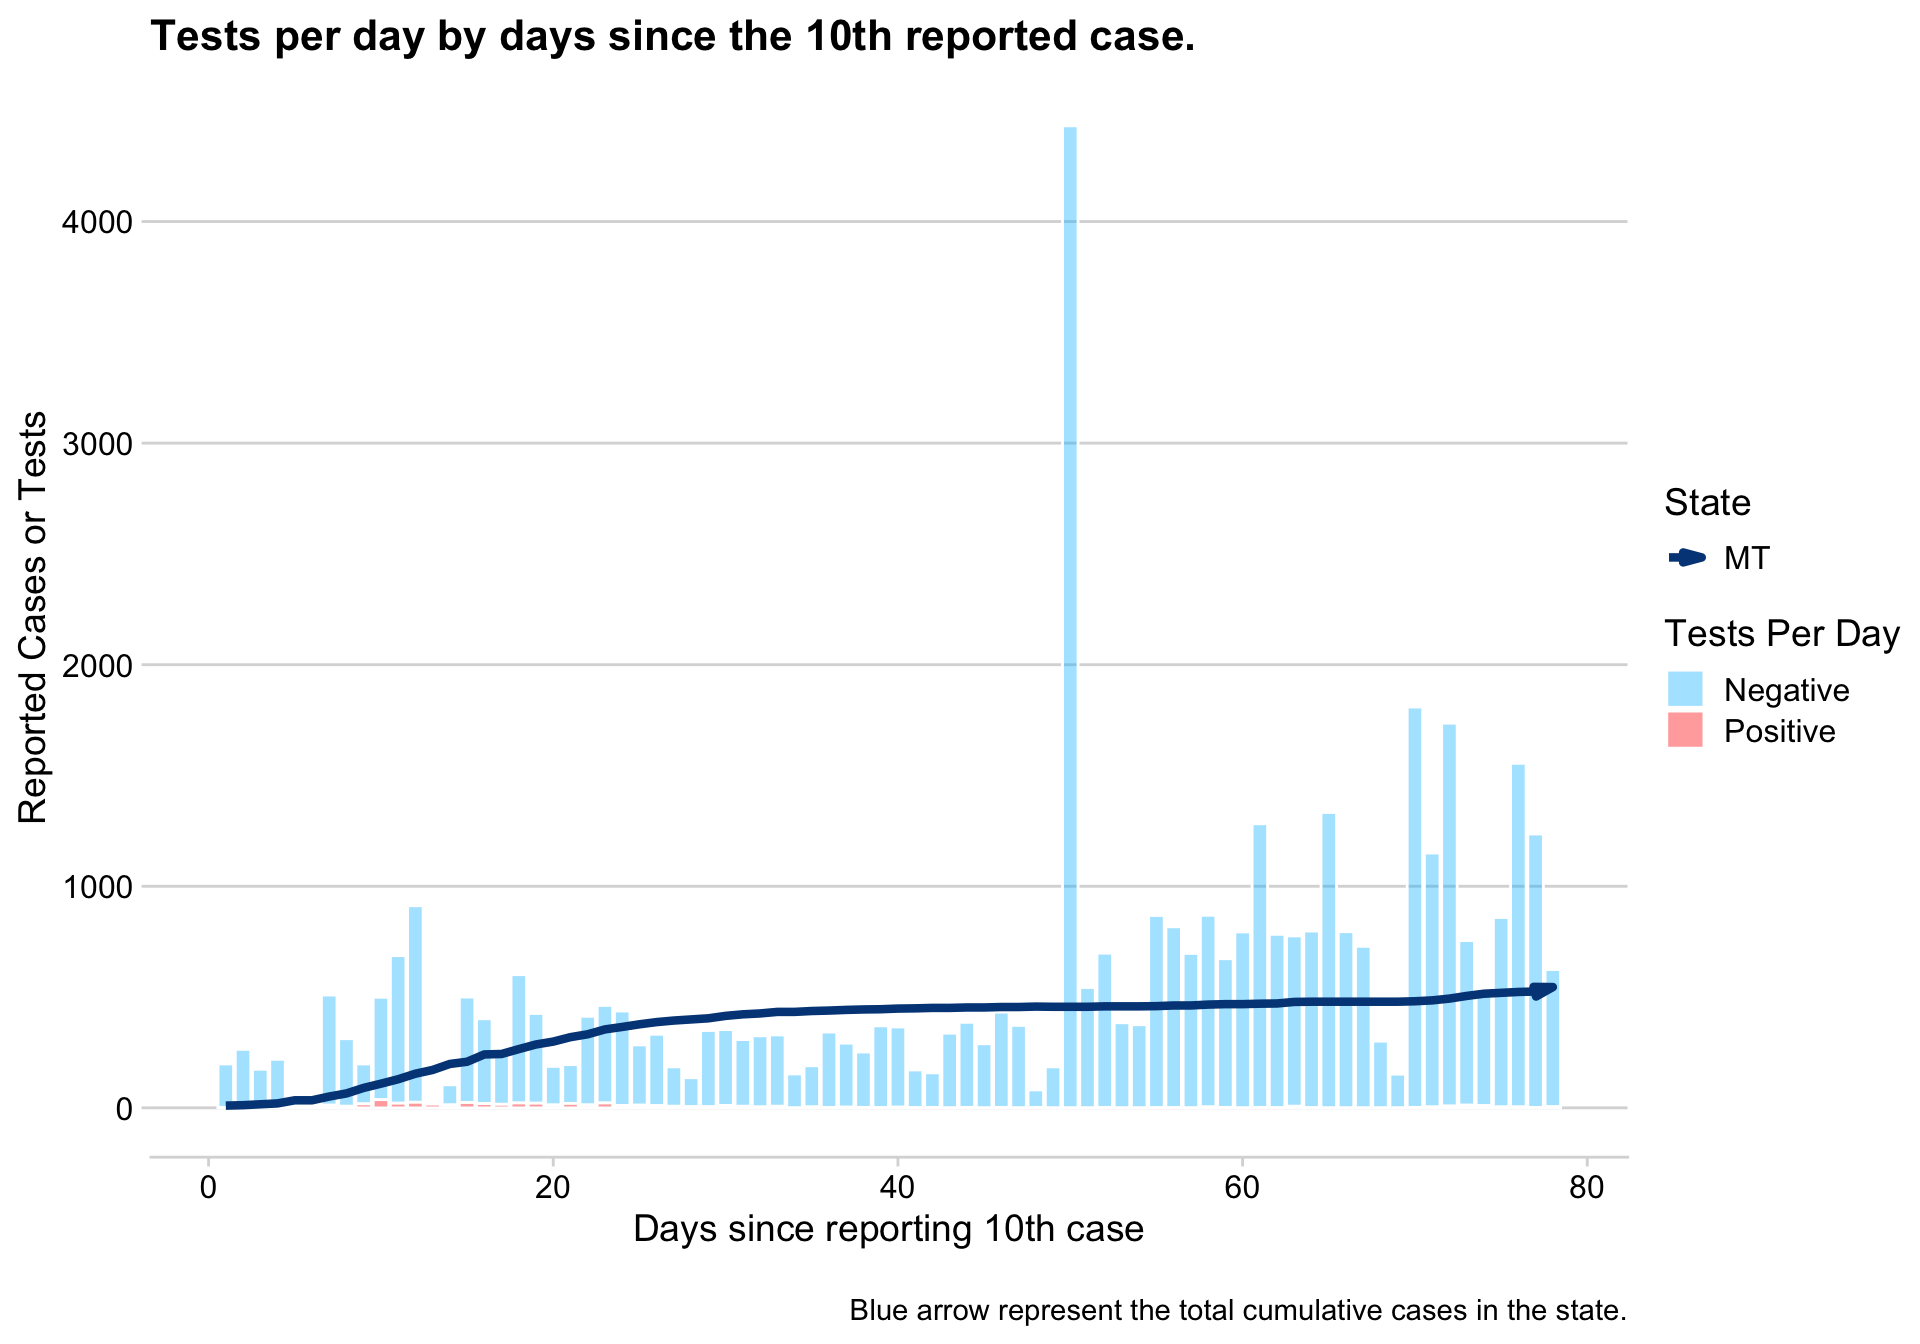 Tests per day by days since the 10th reported case.
Reported Cases or Tests
4000
3000
2000
1000
0
0
20
40
60
80
Days since reporting 10th case
State
MT
Tests Per Day
Negative
Positive
Blue arrow represent the total cumulative cases in the state.